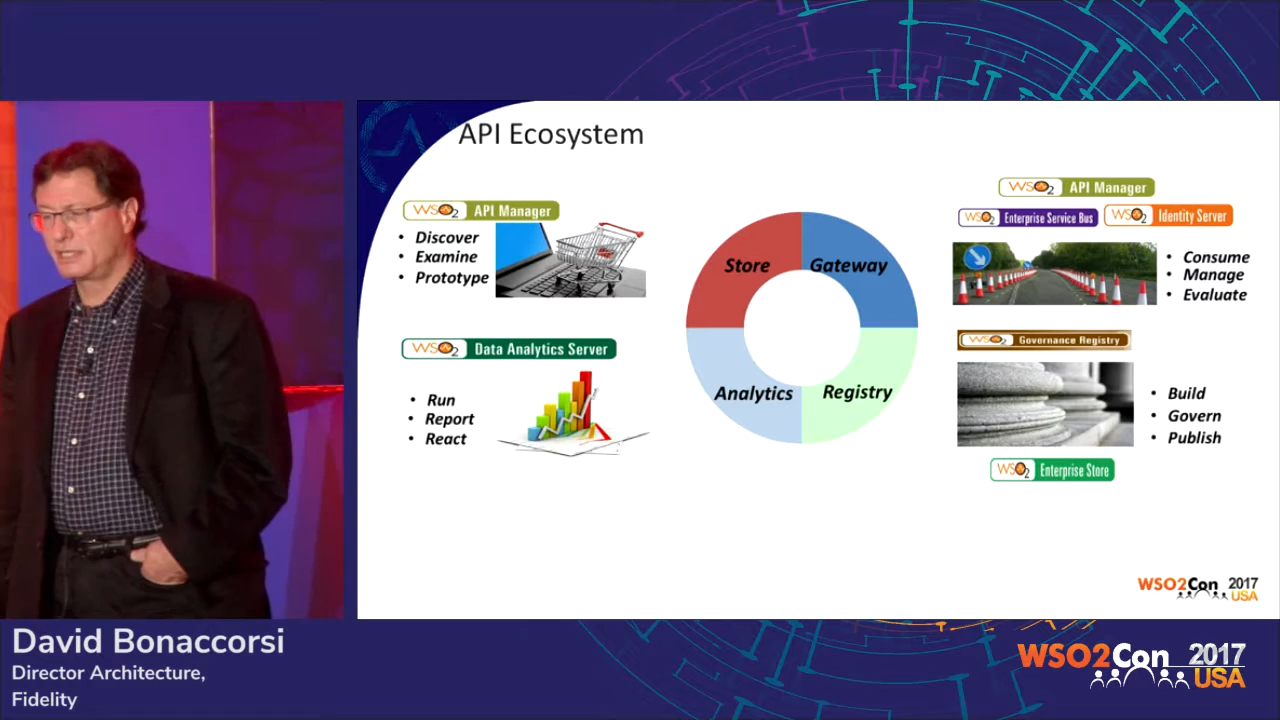 API Ecosystem
WSO2 API Manager
• Discover
• Examine
• Prototype
WSO2 Data Analytics Server
• Run
• Report
• React
Store
Gateway
Analytics
Registry
WSO2 API Manager
WSO2 Enterprise Service Bus
WSO2 Identity Server
• Consume
• Manage
• Evaluate
WSO2 Governance Registry
• Build
• Govern
• Publish
WSO2 Enterprise Store
WSO2Con 2017
USA
David Bonaccorsi
Director Architecture,
Fidelity
WSO2Con 2017
USA